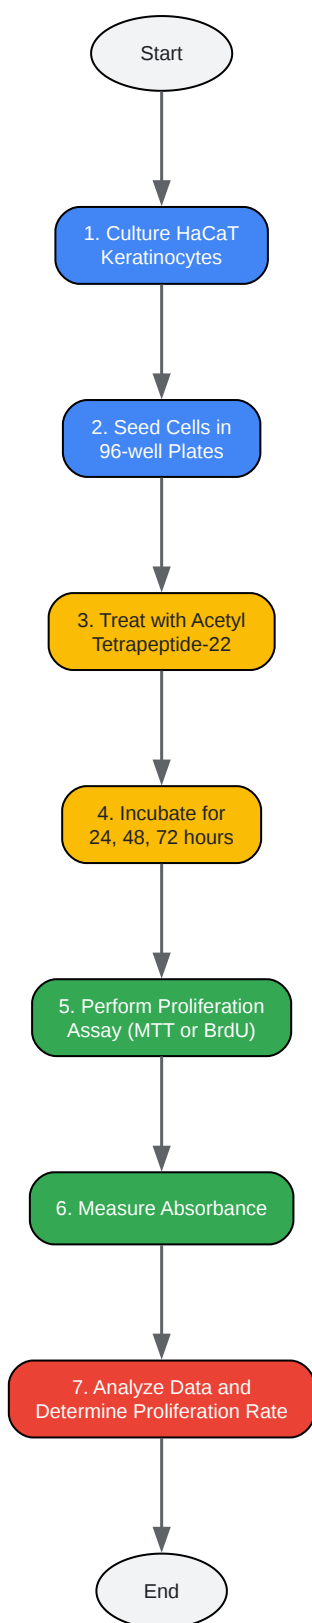 Start
1. Culture HaCaT
Keratinocytes
2. Seed Cells in
96-well Plates
3. Treat with Acetyl
Tetrapeptide-22
4. Incubate for
24, 48, 72 hours
5. Perform Proliferation
Assay (MTT or BrdU)
6. Measure Absorbance
7. Analyze Data and
Determine Proliferation Rate
End